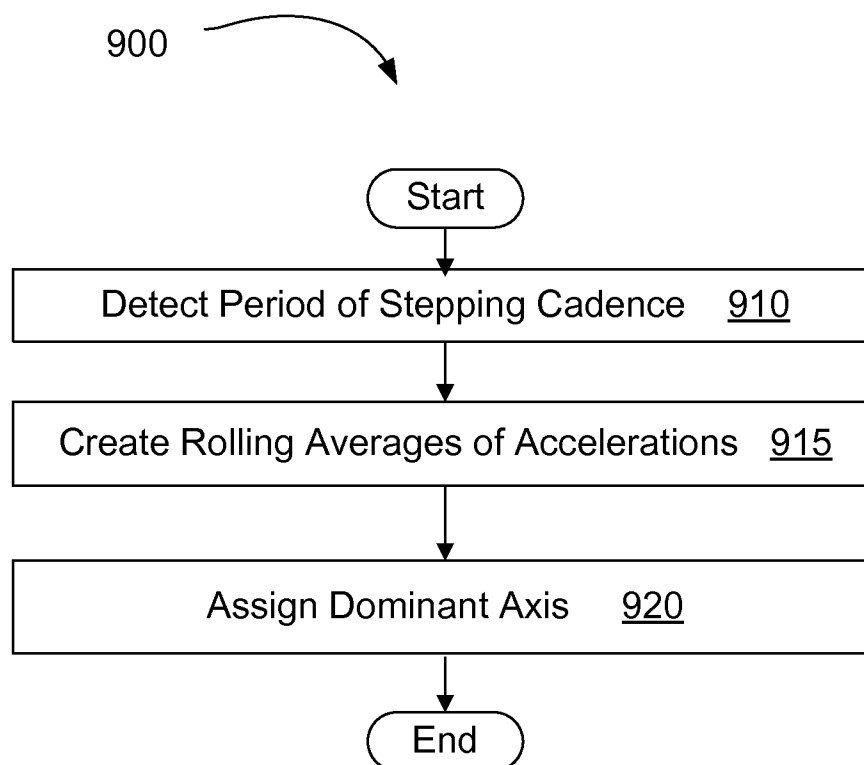 900
Start
Detect Period of Stepping Cadence 910
Create Rolling Averages of Accelerations 915
Assign Dominant Axis 920
End